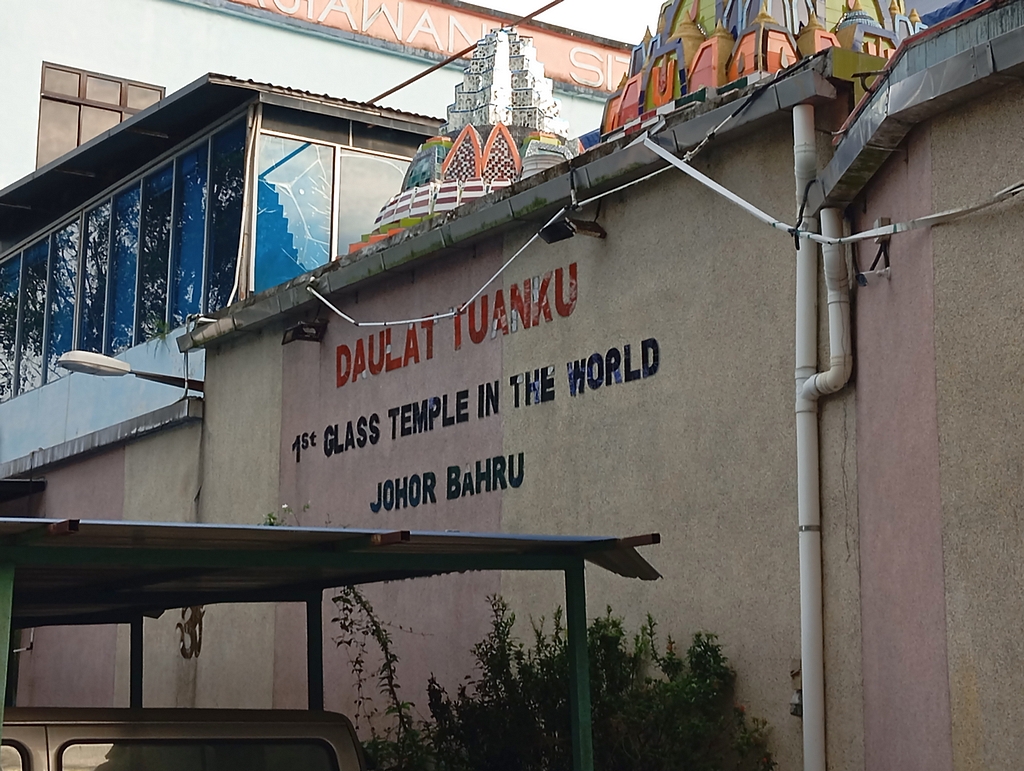 DAULAT TUANKU
1st GLASS TEMPLE IN THE WORLD
JOHOR BAHRU
ॐ